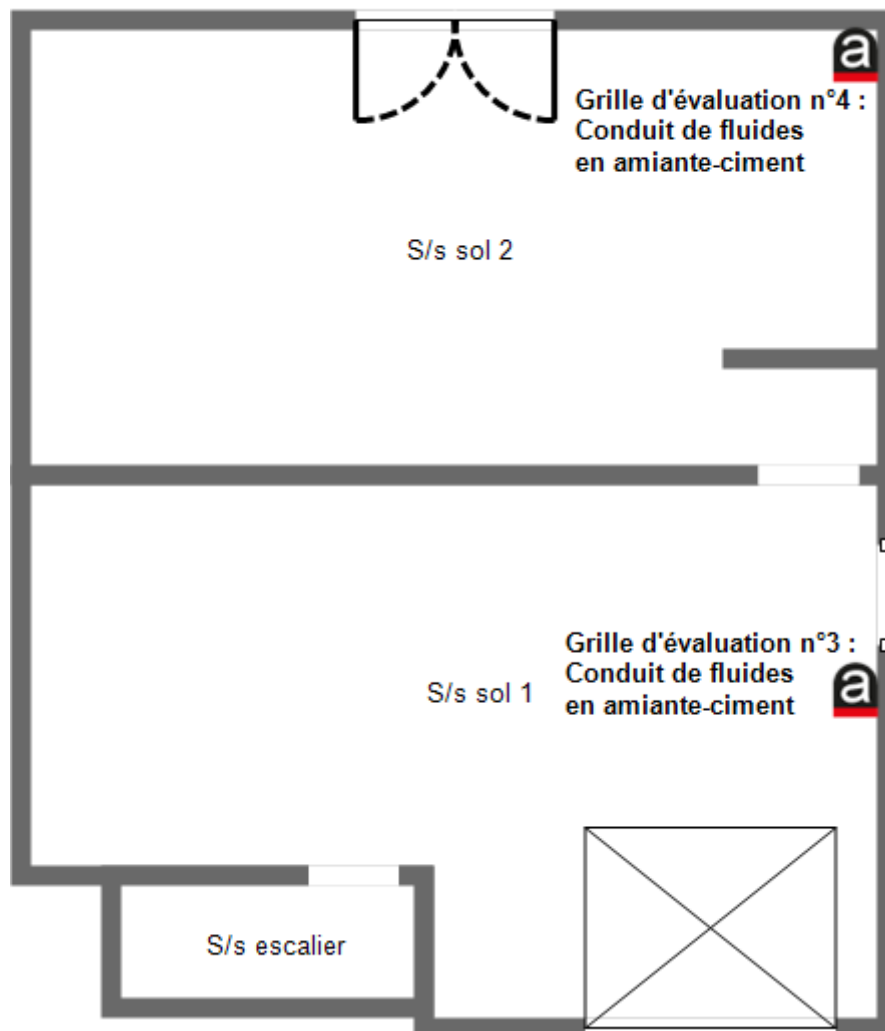 a
Grille d'évaluation n°4 :
Conduit de fluides
en amiante-ciment
S/s sol 2
Grille d'évaluation n°3 :
Conduit de fluides
en amiante-ciment
a
S/s sol 1
S/s escalier